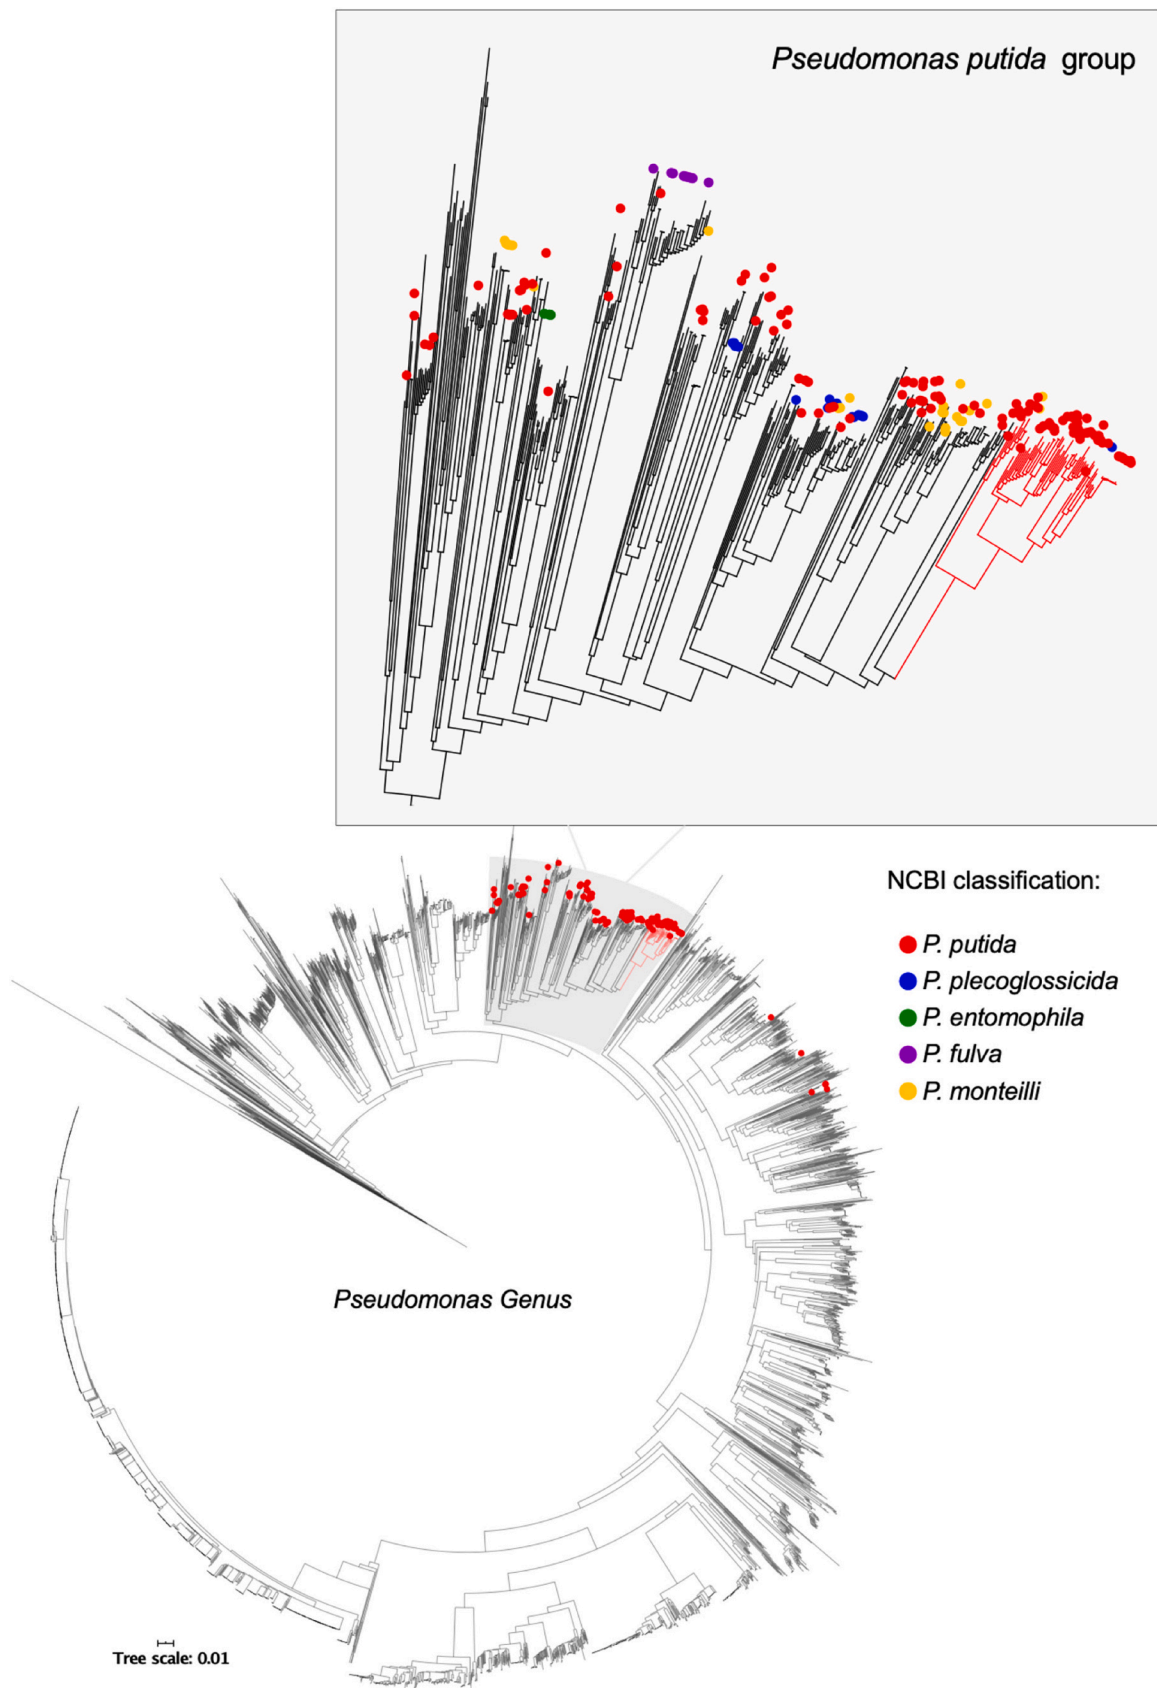 Pseudomonas putida group
NCBI classification:
P. putida
P. plecoglossicida
P. entomophila
P. fulva
P. monteilli
Pseudomonas Genus
Tree scale: 0.01